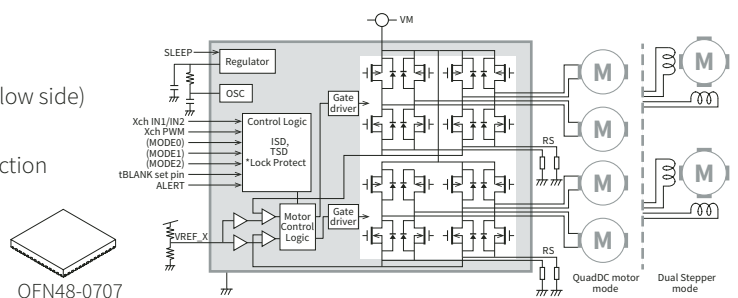 low side)
ction
QFN48-0707
VM
SLEEP
Regulator
OSC
Xch IN1/IN2
Xch PWM
(MODE0)
(MODE1)
(MODE2)
tBLANK set pin
ALERT
Control Logic
ISD,
TSD
*Lock Protect
Gate
driver
Gate
driver
VREF_X
Motor
Control
Logic
RS
RS
M
M
M
M
M
M
QuadDC motor
mode
Dual Stepper
mode